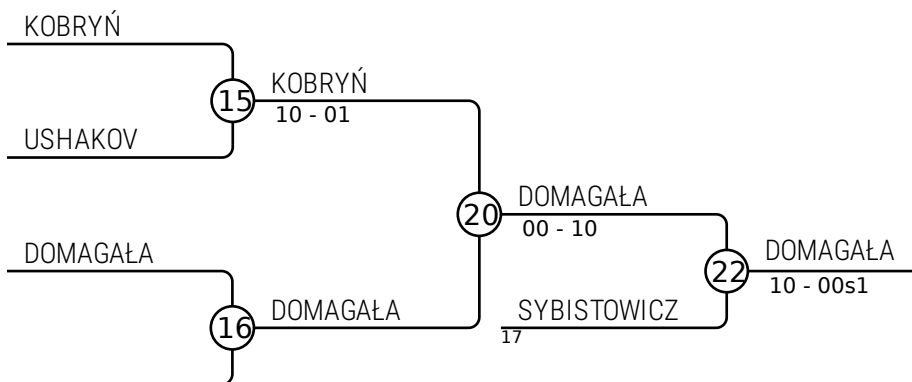 KOBRYŃ
15
KOBRYŃ
10 - 01
USHAKOV
20
DOMAGAŁA
00 - 10
DOMAGAŁA
16
DOMAGAŁA
22
DOMAGAŁA
10 - 00s1
SYBISTOWICZ
17